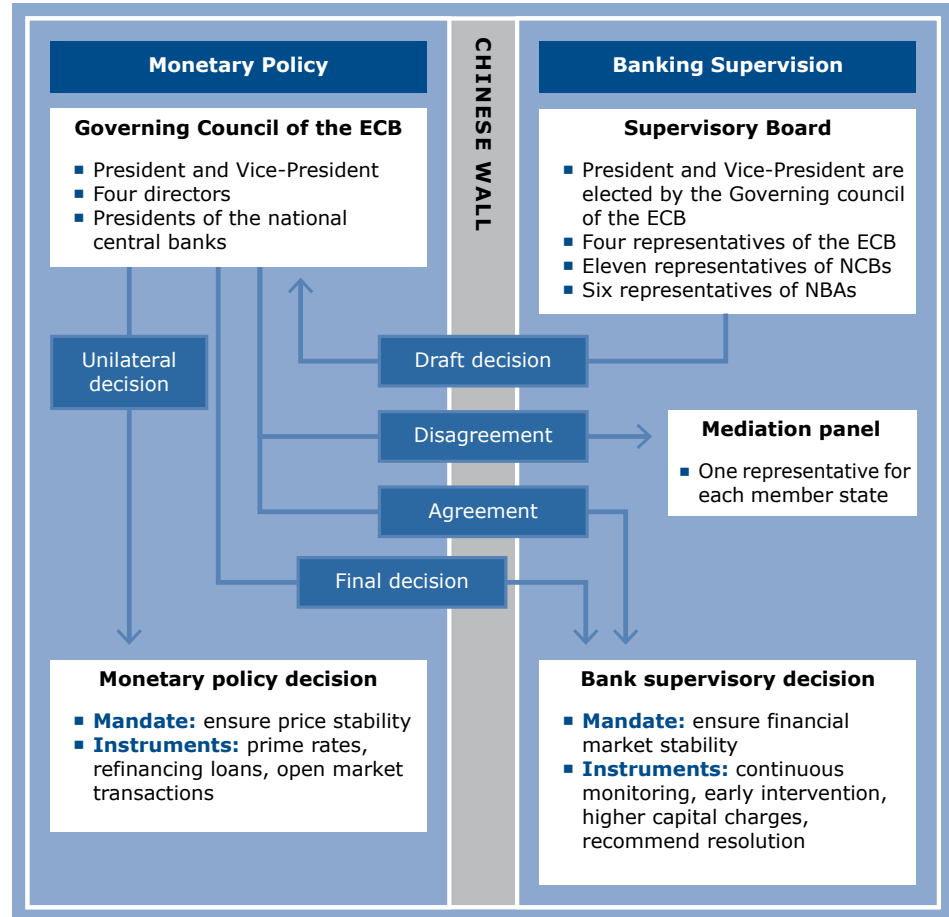 Monetary Policy
Governing Council of the ECB
▪ President and Vice-President
▪ Four directors
▪ Presidents of the national
central banks
CHINESE WALL
Banking Supervision
Supervisory Board
▪ President and Vice-President are
elected by the Governing council
of the ECB
▪ Four representatives of the ECB
▪ Eleven representatives of NCBs
▪ Six representatives of NBAs
Unilateral
decision
Draft decision
Disagreement
Mediation panel
▪ One representative for
each member state
Agreement
Final decision
Monetary policy decision
▪ Mandate: ensure price stability
▪ Instruments: prime rates,
refinancing loans, open market
transactions
Bank supervisory decision
▪ Mandate: ensure financial
market stability
▪ Instruments: continuous
monitoring, early intervention,
higher capital charges,
recommend resolution